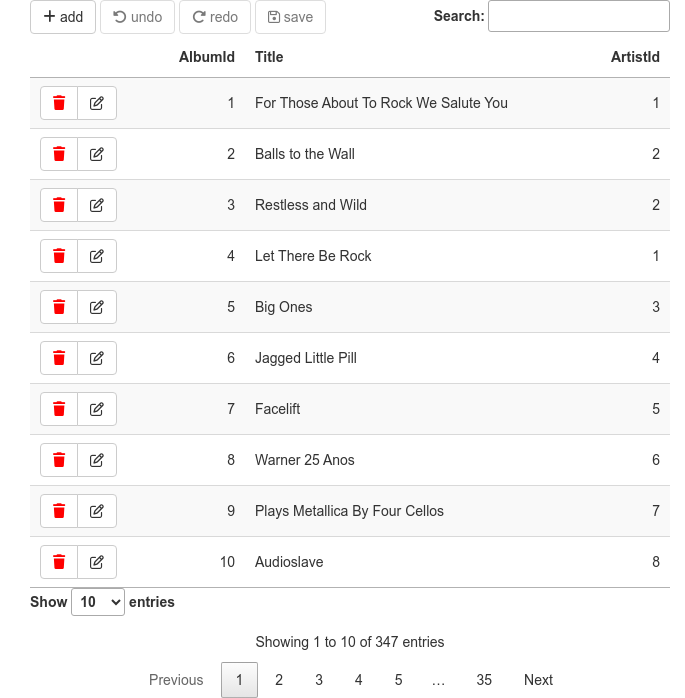 add undo redo save Search:
AlbumId Title ArtistId
1 For Those About To Rock We Salute You 1
2 Balls to the Wall 2
3 Restless and Wild 2
4 Let There Be Rock 1
5 Big Ones 3
6 Jagged Little Pill 4
7 Facelift 5
8 Warner 25 Anos 6
9 Plays Metallica By Four Cellos 7
10 Audioslave 8
Show 10 entries
Showing 1 to 10 of 347 entries
Previous 1 2 3 4 5 … 35 Next